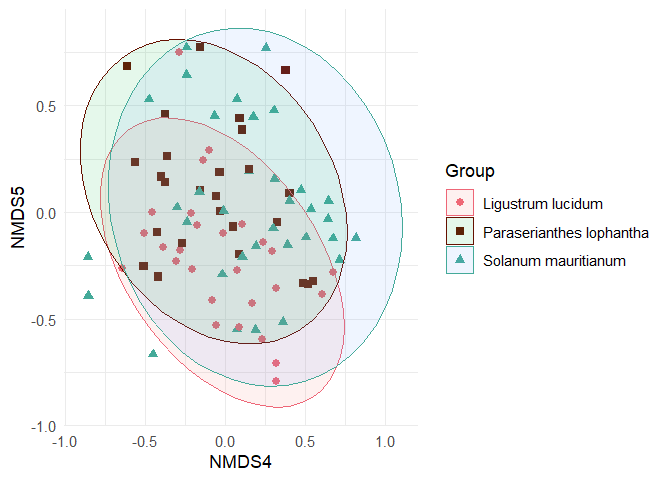 0.5
0.0
-0.5
-1.0
NMDS5
-1.0 -0.5 0.0 0.5 1.0
NMDS4
Group
Ligustrum lucidum
Paraserianthes lophantha
Solanum mauritianum